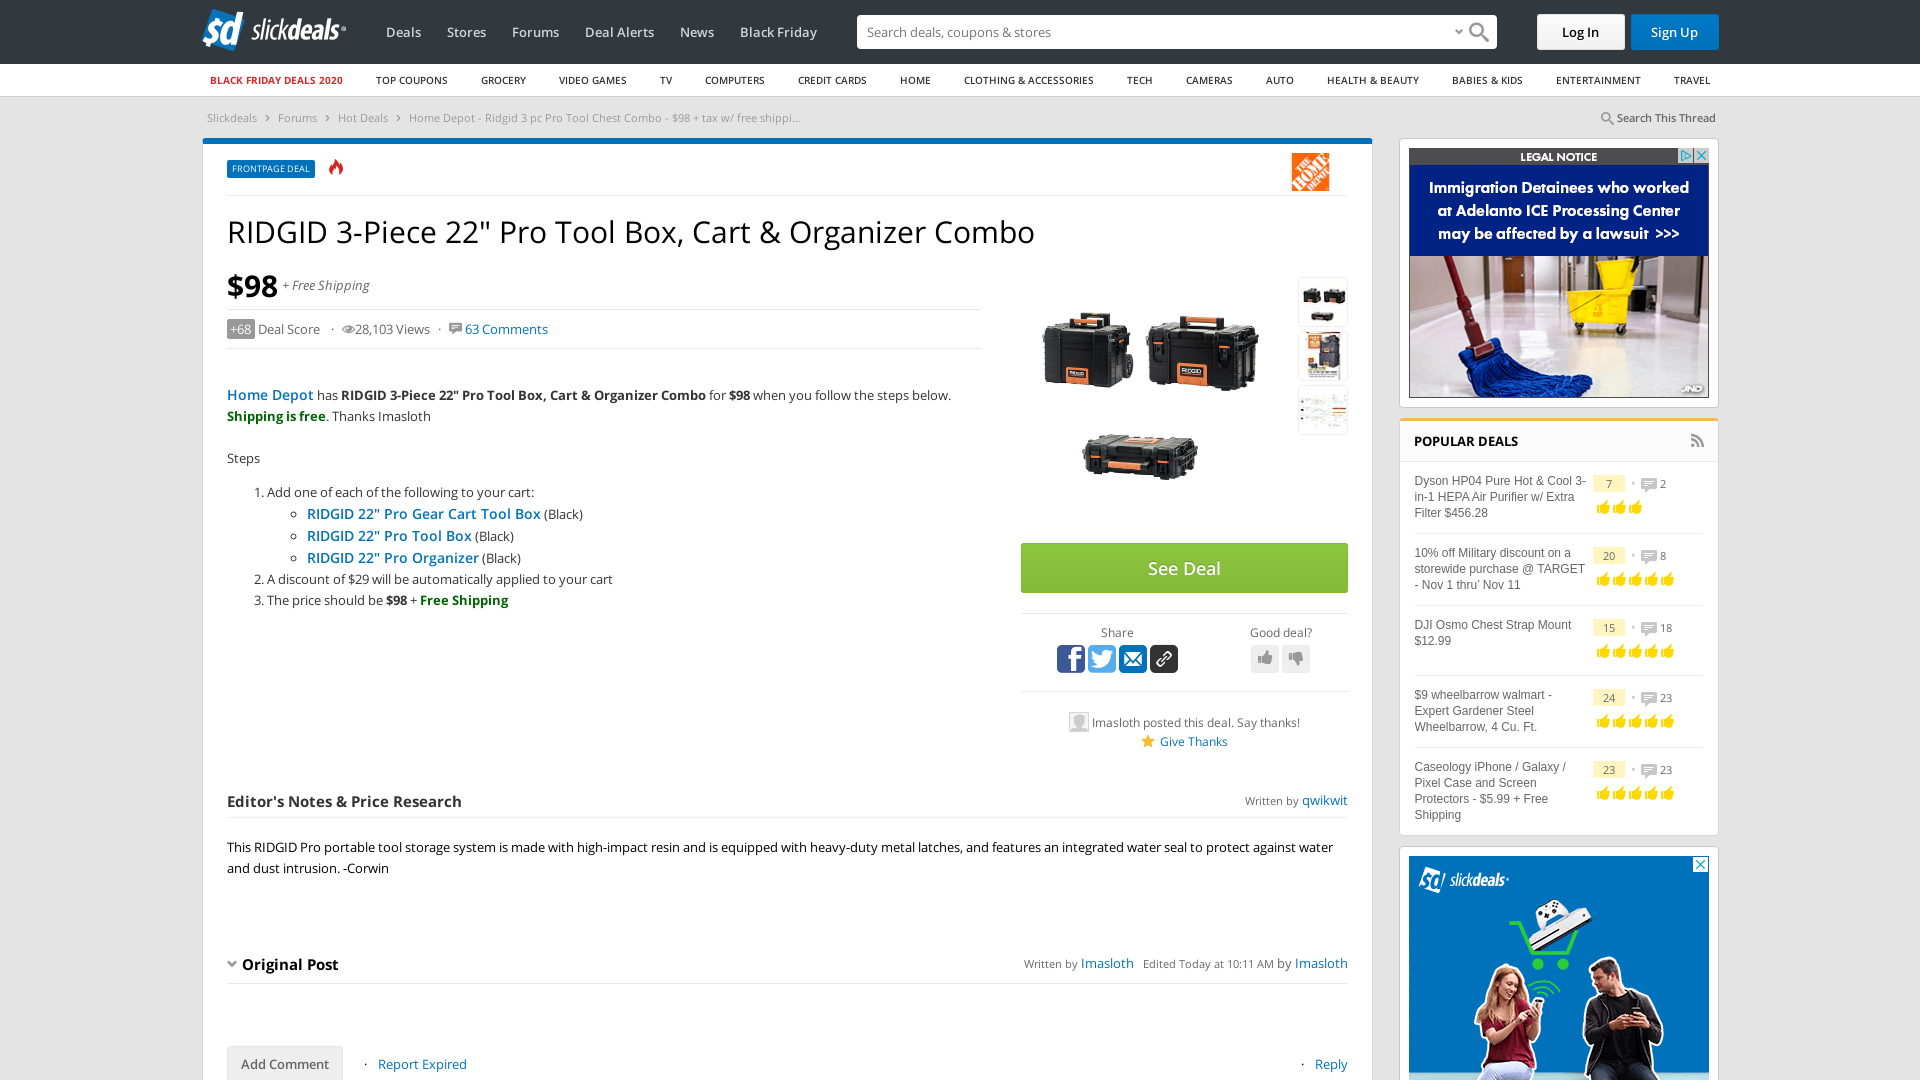 slickdeals
Deals
Stores
Forums
Deal Alerts
News
Black Friday
Search deals, coupons & stores
Log In
Sign Up
BLACK FRIDAY DEALS 2020
TOP COUPONS
GROCERY
VIDEO GAMES
TV
COMPUTERS
CREDIT CARDS
HOME
CLOTHING & ACCESSORIES
TECH
CAMERAS
AUTO
HEALTH & BEAUTY
BABIES & KIDS
ENTERTAINMENT
TRAVEL
Slickdeals > Forums > Hot Deals > Home Depot - Ridgid 3 pc Pro Tool Chest Combo - $98 + tax w/ free shippi...
Search This Thread
FRONTPAGE DEAL
THE HOME DEPOT
RIDGID 3-Piece 22" Pro Tool Box, Cart & Organizer Combo
$98 + Free Shipping
+68 Deal Score · 28,103 Views · 63 Comments
Home Depot has RIDGID 3-Piece 22" Pro Tool Box, Cart & Organizer Combo for $98 when you follow the steps below.
Shipping is free. Thanks Imasloth
Steps
1. Add one of each of the following to your cart:
RIDGID 22" Pro Gear Cart Tool Box (Black)
RIDGID 22" Pro Tool Box (Black)
RIDGID 22" Pro Organizer (Black)
2. A discount of $29 will be automatically applied to your cart
3. The price should be $98 + Free Shipping
RIDGID
See Deal
Share
Good deal?
Imasloth posted this deal. Say thanks!
Give Thanks
Editor's Notes & Price Research
Written by qwikwit
This RIDGID Pro portable tool storage system is made with high-impact resin and is equipped with heavy-duty metal latches, and features an integrated water seal to protect against water
and dust intrusion. -Corwin
Original Post
Written by Imasloth Edited Today at 10:11 AM by Imasloth
Add Comment
· Report Expired
· Reply
LEGAL NOTICE
Immigration Detainees who worked
at Adelanto ICE Processing Center
may be affected by a lawsuit >>>
JND
POPULAR DEALS
Dyson HP04 Pure Hot & Cool 3-
in-1 HEPA Air Purifier w/ Extra
Filter $456.28
7 • 2
10% off Military discount on a
storewide purchase @ TARGET
- Nov 1 thru' Nov 11
20 • 8
DJI Osmo Chest Strap Mount
$12.99
15 • 18
$9 wheelbarrow walmart -
Expert Gardener Steel
Wheelbarrow, 4 Cu. Ft.
24 • 23
Caseology iPhone / Galaxy /
Pixel Case and Screen
Protectors - $5.99 + Free
Shipping
23 • 23
slickdeals